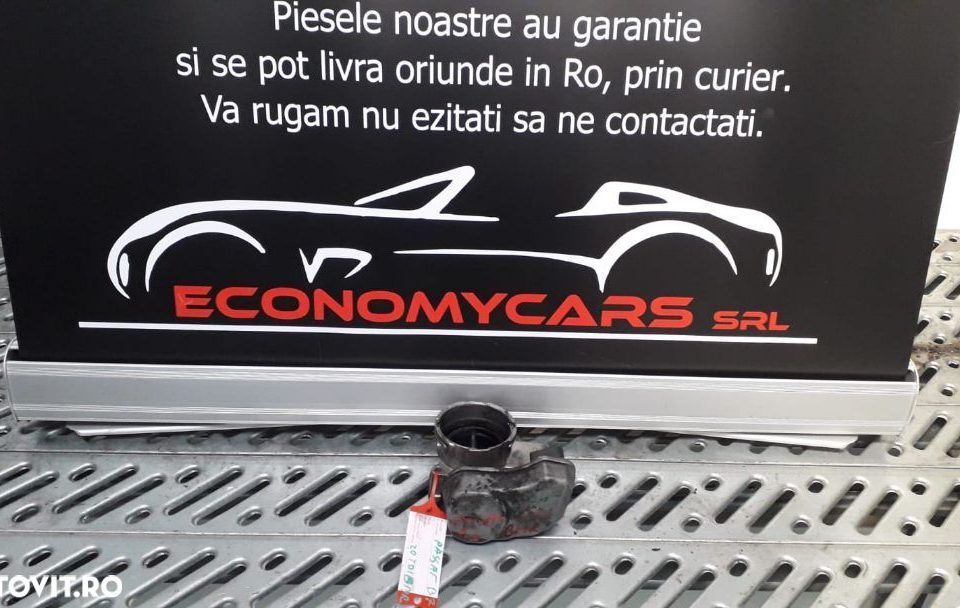 Piesele noastre au garantie
si se pot livra oriunde in Ro, prin curier.
Va rugam nu ezitati sa ne contactati.
ECONOMYCARS SRL
PASSAT
TOVIT.RO